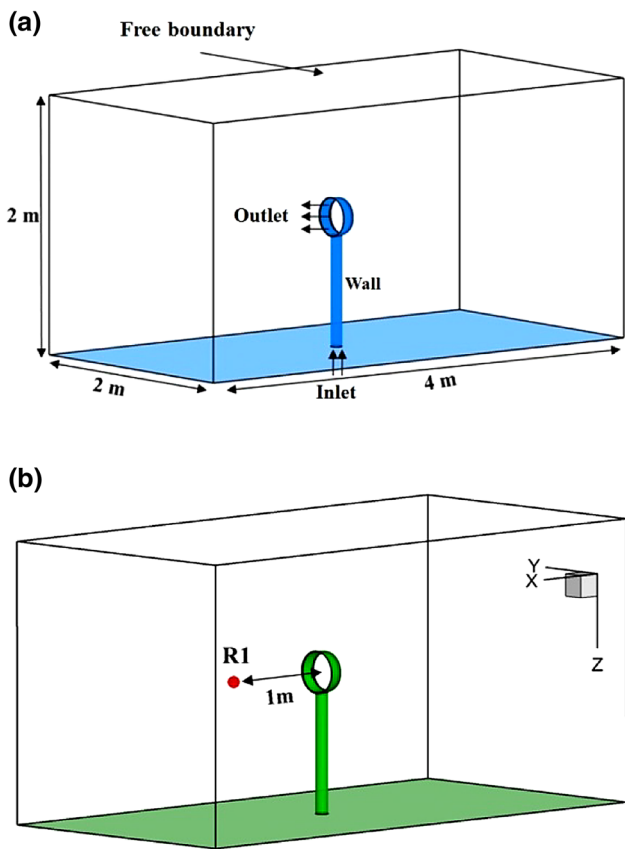 (a)
Free boundary
2 m
Outlet
Wall
2 m
Inlet
4 m
(b)
Y
X
Z
R1
1m